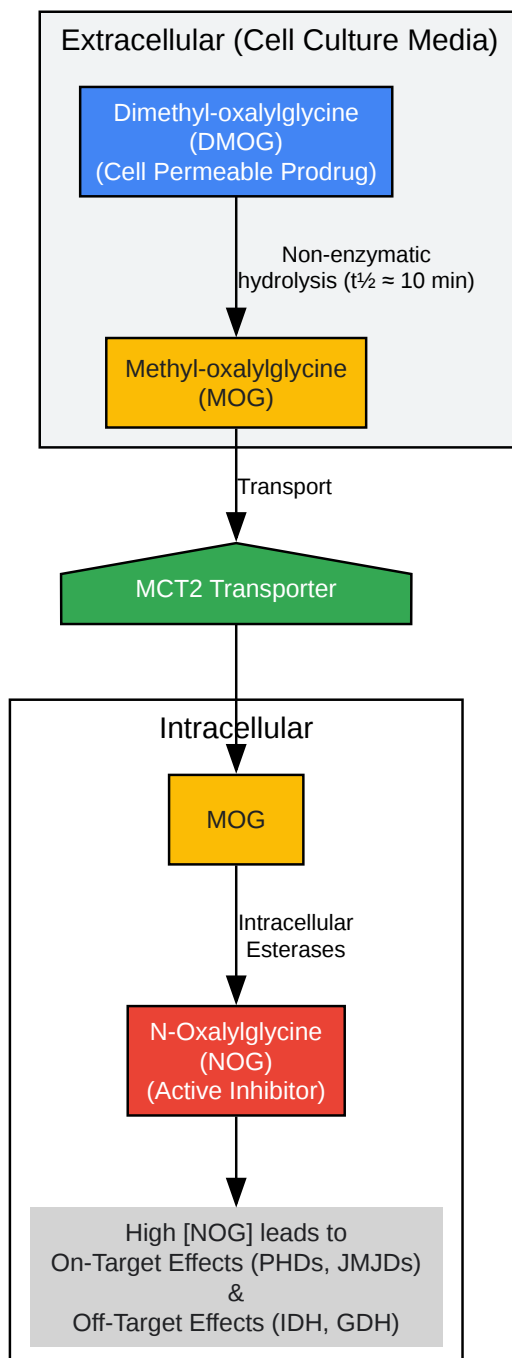 Extracellular (Cell Culture Media)
Dimethyl-oxalylglycine
(DMOG)
(Cell Permeable Prodrug)
Non-enzymatic
hydrolysis (t½ ≈ 10 min)
Methyl-oxalylglycine
(MOG)
Transport
MCT2 Transporter
Intracellular
MOG
Intracellular
Esterases
N-Oxalylglycine
(NOG)
(Active Inhibitor)
High [NOG] leads to
On-Target Effects (PHDs, JMJDs)
&
Off-Target Effects (IDH, GDH)